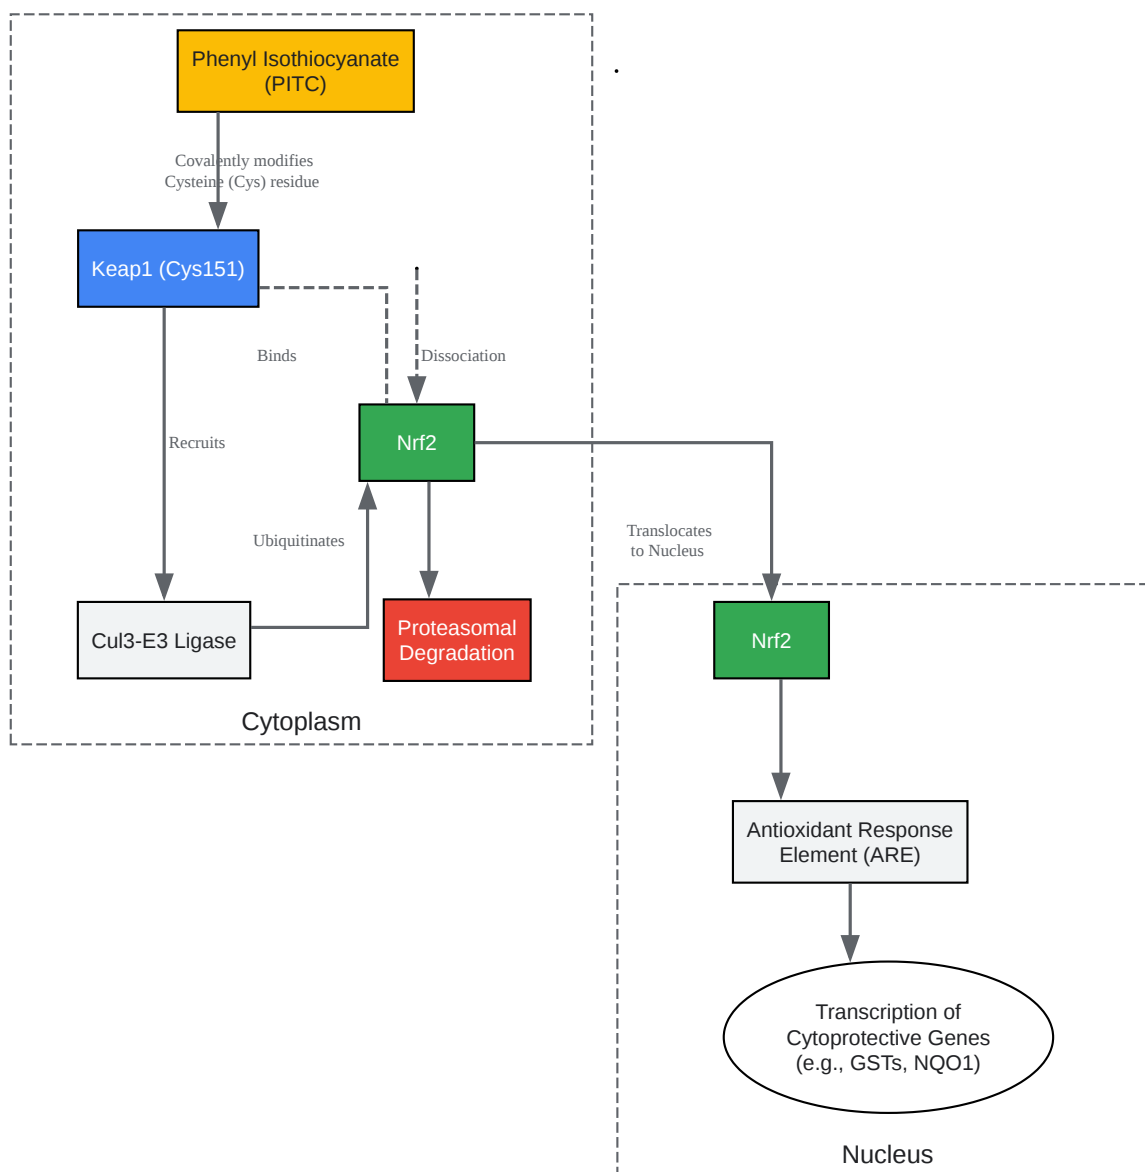 Phenyl Isothiocyanate
(PITC)
Covalently modifies
Cysteine (Cys) residue
Keap1 (Cys151)
Binds
Dissociation
Recruits
Nrf2
Ubiquitinates
Translocates
to Nucleus
Cul3-E3 Ligase
Proteasomal
Degradation
Nrf2
Cytoplasm
Antioxidant Response
Element (ARE)
Transcription of
Cytoprotective Genes
(e.g., GSTs, NQO1)
Nucleus